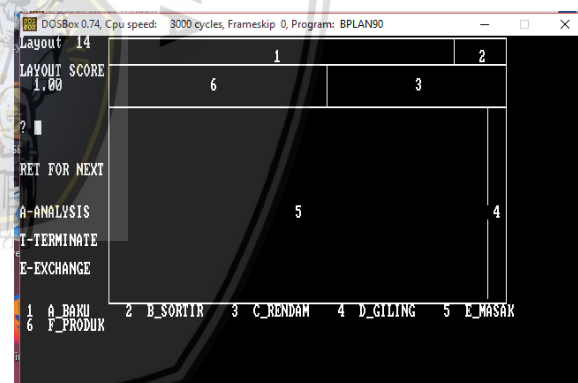 DOSBox 0.74, Cpu speed: 3000 cycles, Frameskip 0, Program: BPLAN90
Layout 14
1 2
LAYOUT SCORE
1.00
6 3
?
RET FOR NEXT
A-ANALYSIS
5 4
T-TERMINATE
E-EXCHANGE
1 A_BAKU 2 B_SORTIR 3 C_RENDAM 4 D_GILING 5 E_MASAK
6 F_PRODUK